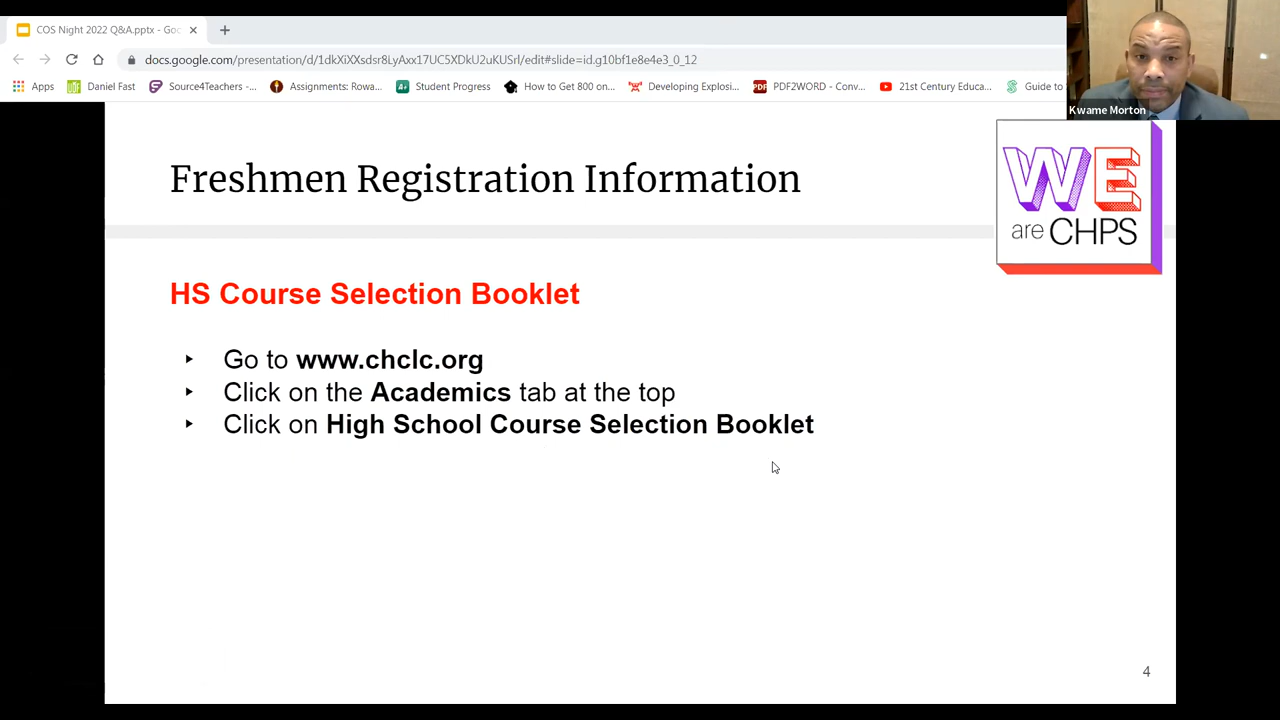 COS Night 2022 Q&A.pptx - Goo
docs.google.com/presentation/d/1dkXiXXsdsr8LyAxx17UC5XDkU2uKUSrl/edit#slide=id.g10bf1e8e4e3_0_12
Apps
Daniel Fast
Source4Teachers -...
Assignments: Rowa...
Student Progress
How to Get 800 on...
Developing Explosi...
PDF
PDF2WORD - Conv...
21st Century Educa...
Guide to
Kwame Morton
Freshmen Registration Information
WE
are CHPS
HS Course Selection Booklet
‣ Go to www.chclc.org
‣ Click on the Academics tab at the top
‣ Click on High School Course Selection Booklet
4